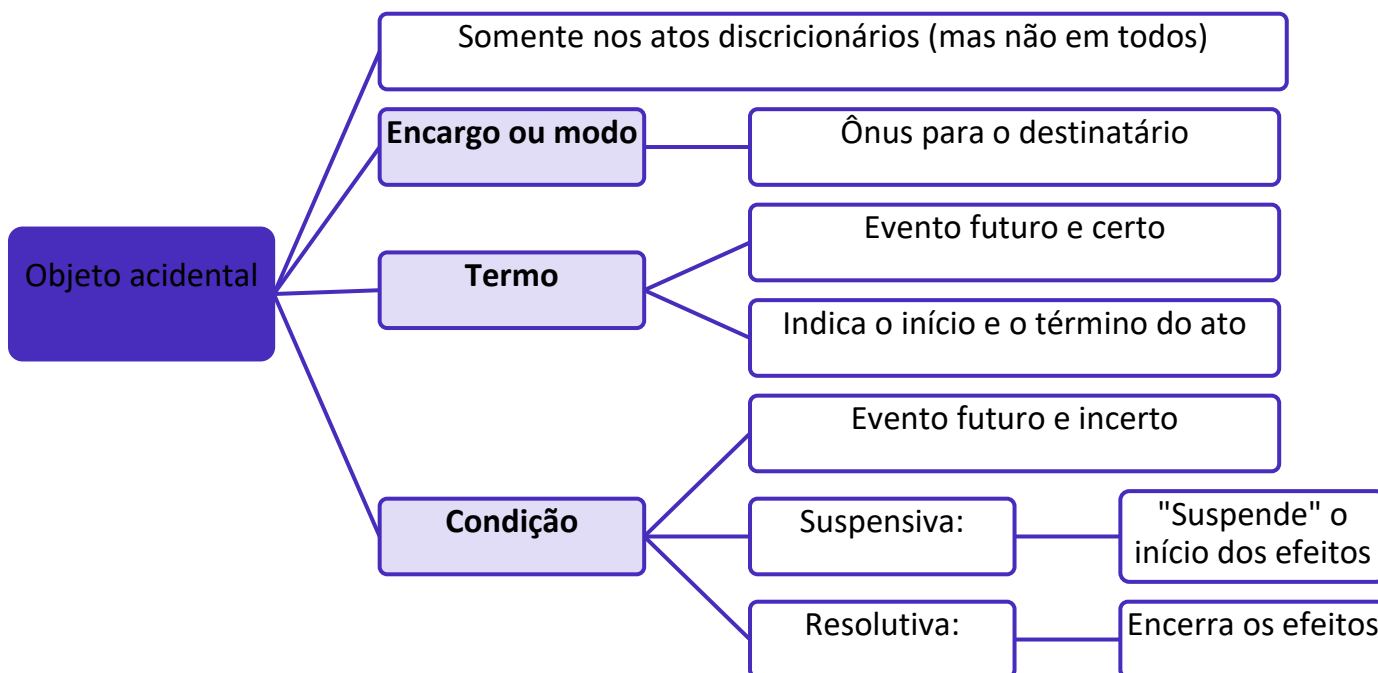 Somente nos atos discricionários (mas não em todos)
Encargo ou modo
Ônus para o destinatário
Objeto acidental
Termo
Evento futuro e certo
Indica o início e o término do ato
Condição
Evento futuro e incerto
Suspensiva:
"Suspende" o
início dos efeitos
Resolutiva:
Encerra os efeitos